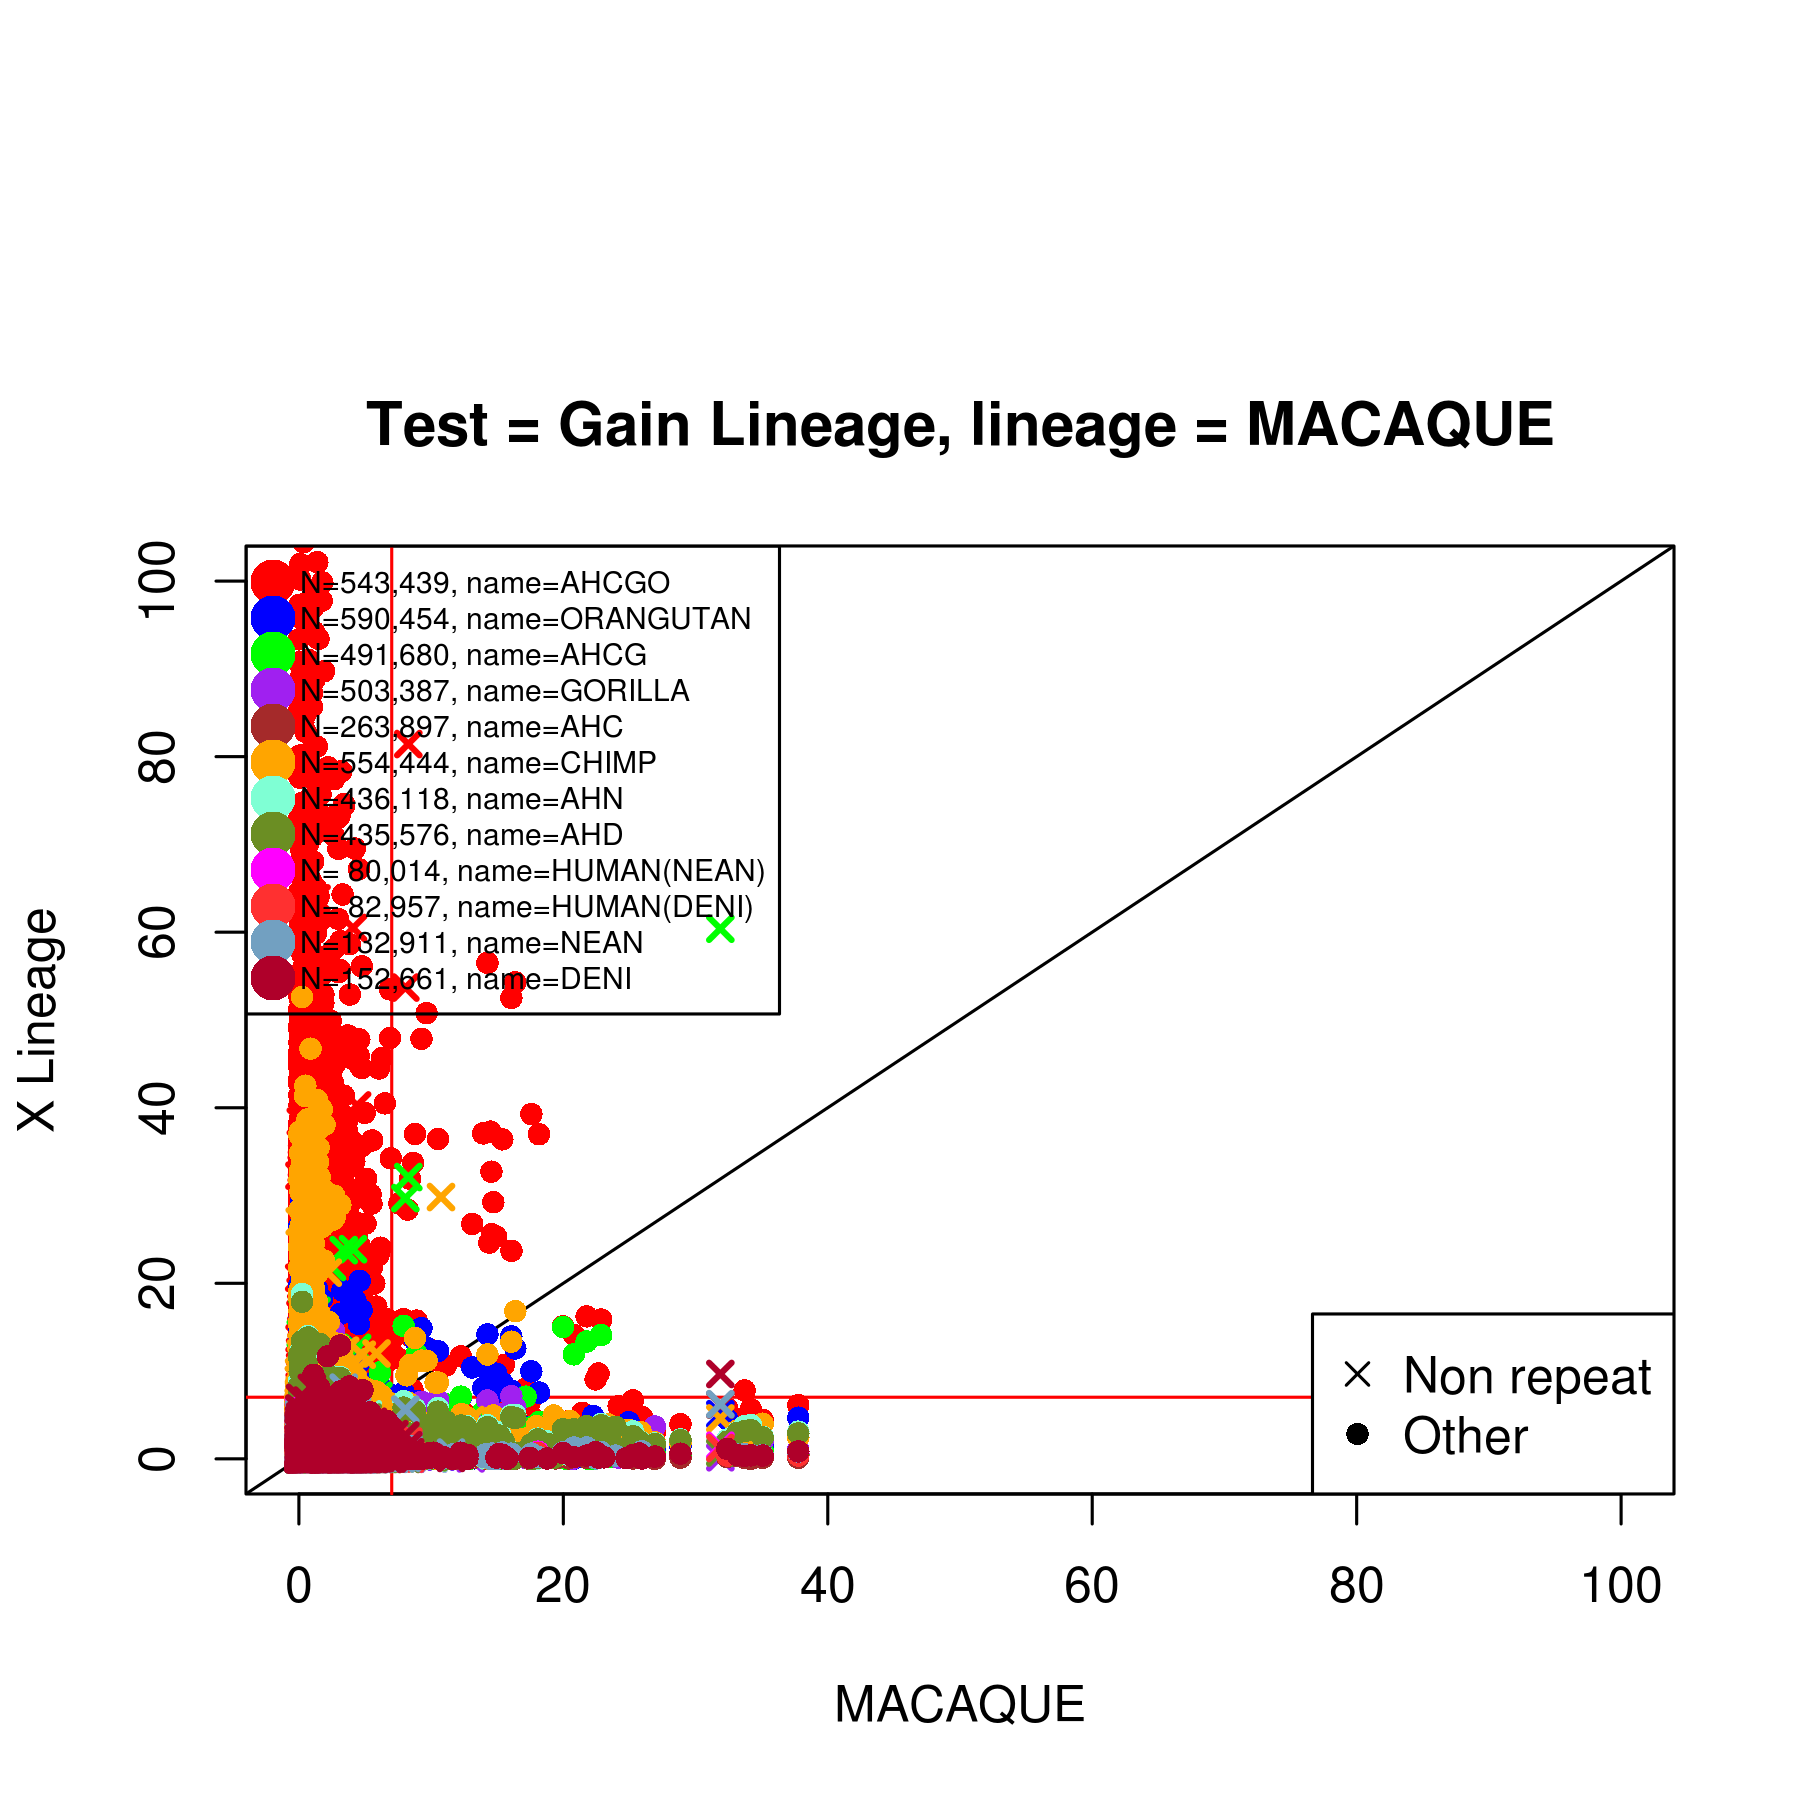 Test = Gain Lineage, lineage = MACAQUE
X Lineage
100
80
60
40
20
0
N=543,439, name=AHCGO
N=590,454, name=ORANGUTAN
N=491,680, name=AHCG
N=503,387, name=GORILLA
N=263,897, name=AHC
N=554,444, name=CHIMP
N=436,118, name=AHN
N=435,576, name=AHD
N= 80,014, name=HUMAN(NEAN)
N= 82,957, name=HUMAN(DENI)
N=132,911, name=NEAN
N=152,661, name=DENI
Non repeat
Other
0 20 40 60 80 100
MACAQUE